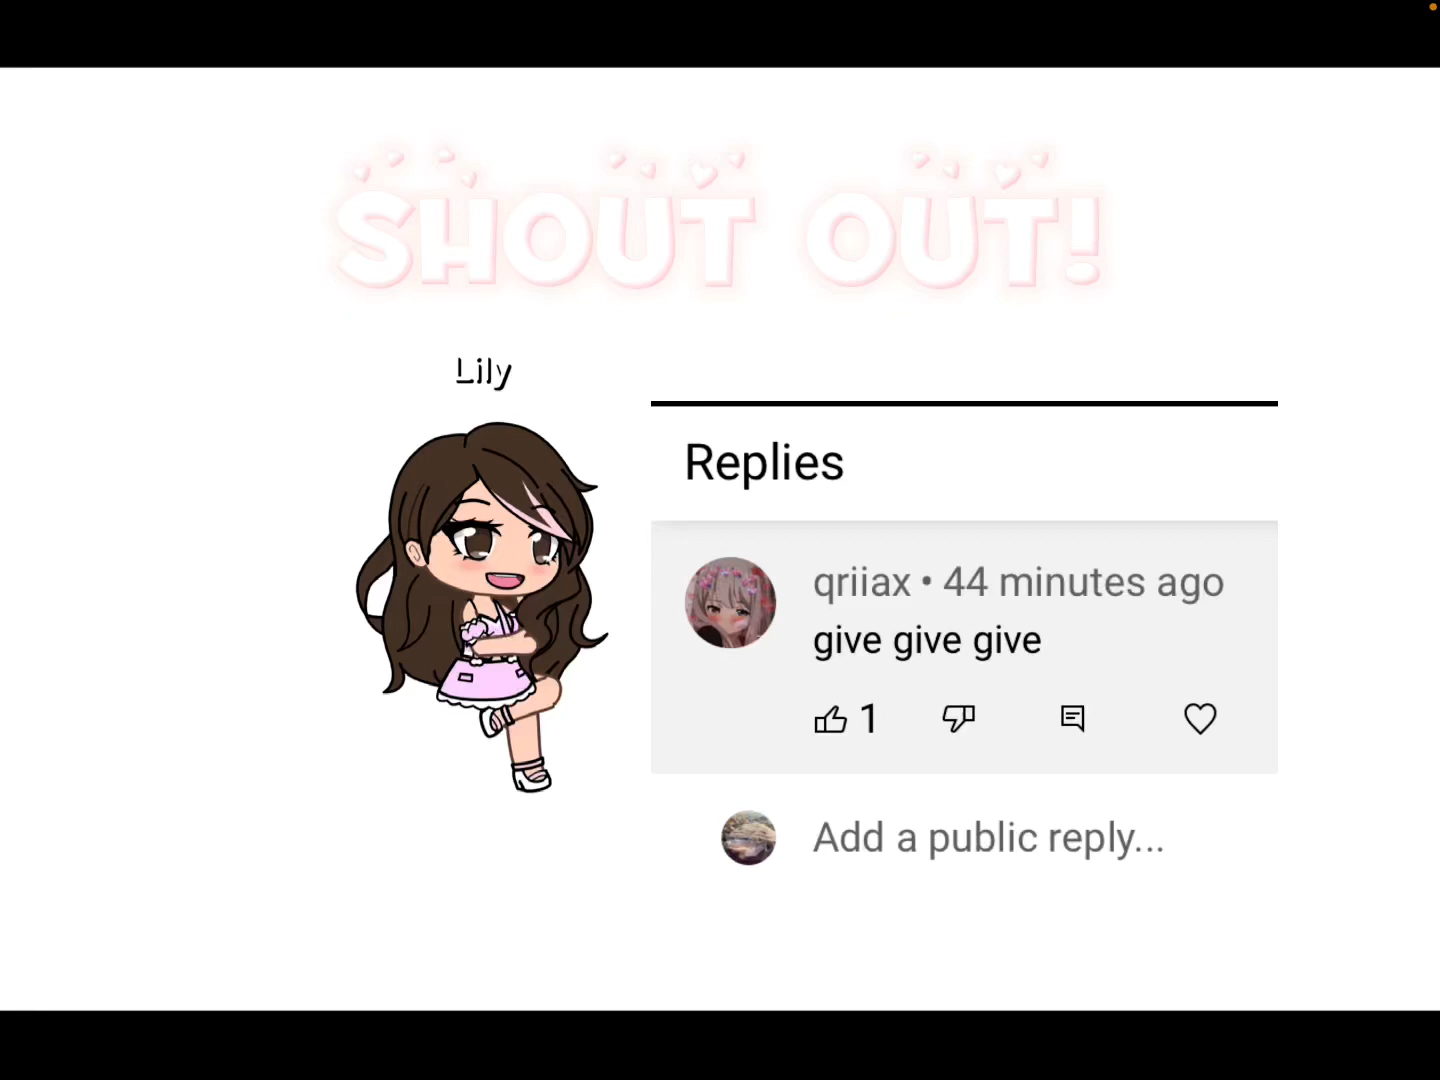 SHOUT OUT!
Lily
Replies
qriiax • 44 minutes ago
give give give
1
Add a public reply...